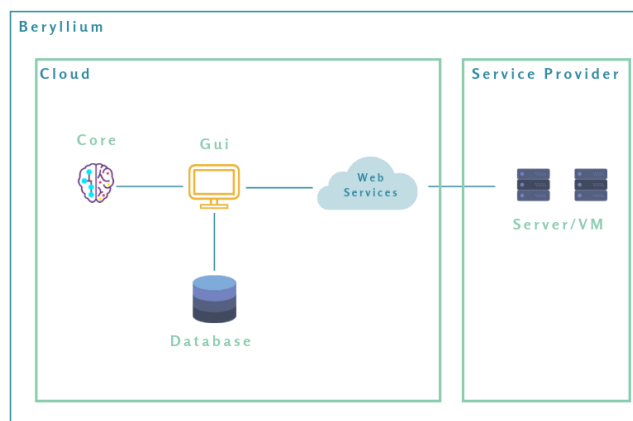 Beryllium
Cloud
Service Provider
Core
Gui
Web
Services
Server/VM
Database